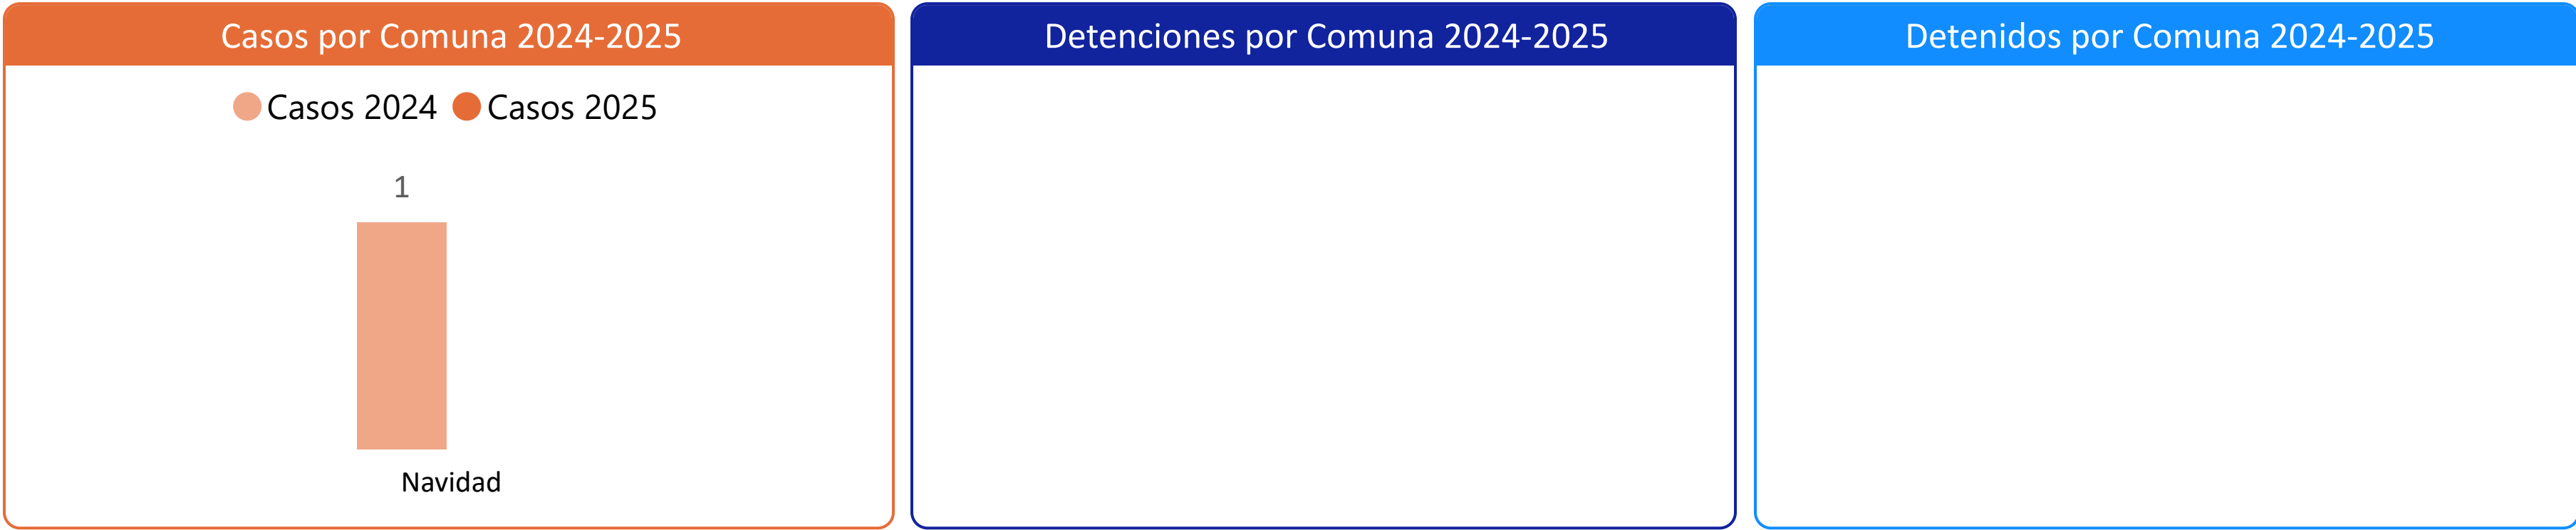 Casos por Comuna 2024-2025
Casos 2024 Casos 2025
1
Navidad
Detenciones por Comuna 2024-2025
Detenidos por Comuna 2024-2025